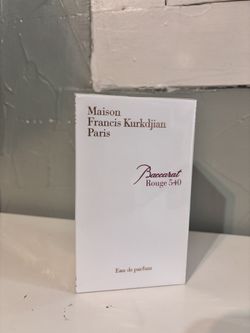 Maison
Francis Kurkdjian
Paris
Baccarat
Rouge 540
Eau de parfum